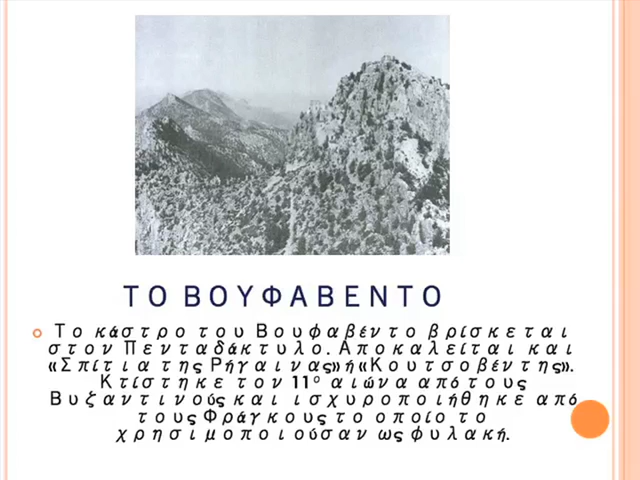 ΤΟ ΒΟΥΦΑΒΕΝΤΟ
Το κάστρο του Βουφαβέντο βρίσκεται
στον Πενταδάκτυλο. Αποκαλείται και
«Σπίτια της Ρήγαινας» ή «Κουτσοβέντης».
Κτίστηκε τον 11º αιώνα από τους
Βυζαντινούς και ισχυροποιήθηκε από
τους Φράγκους το οποίο το
χρησιμοποιούσαν ως φυλακή.